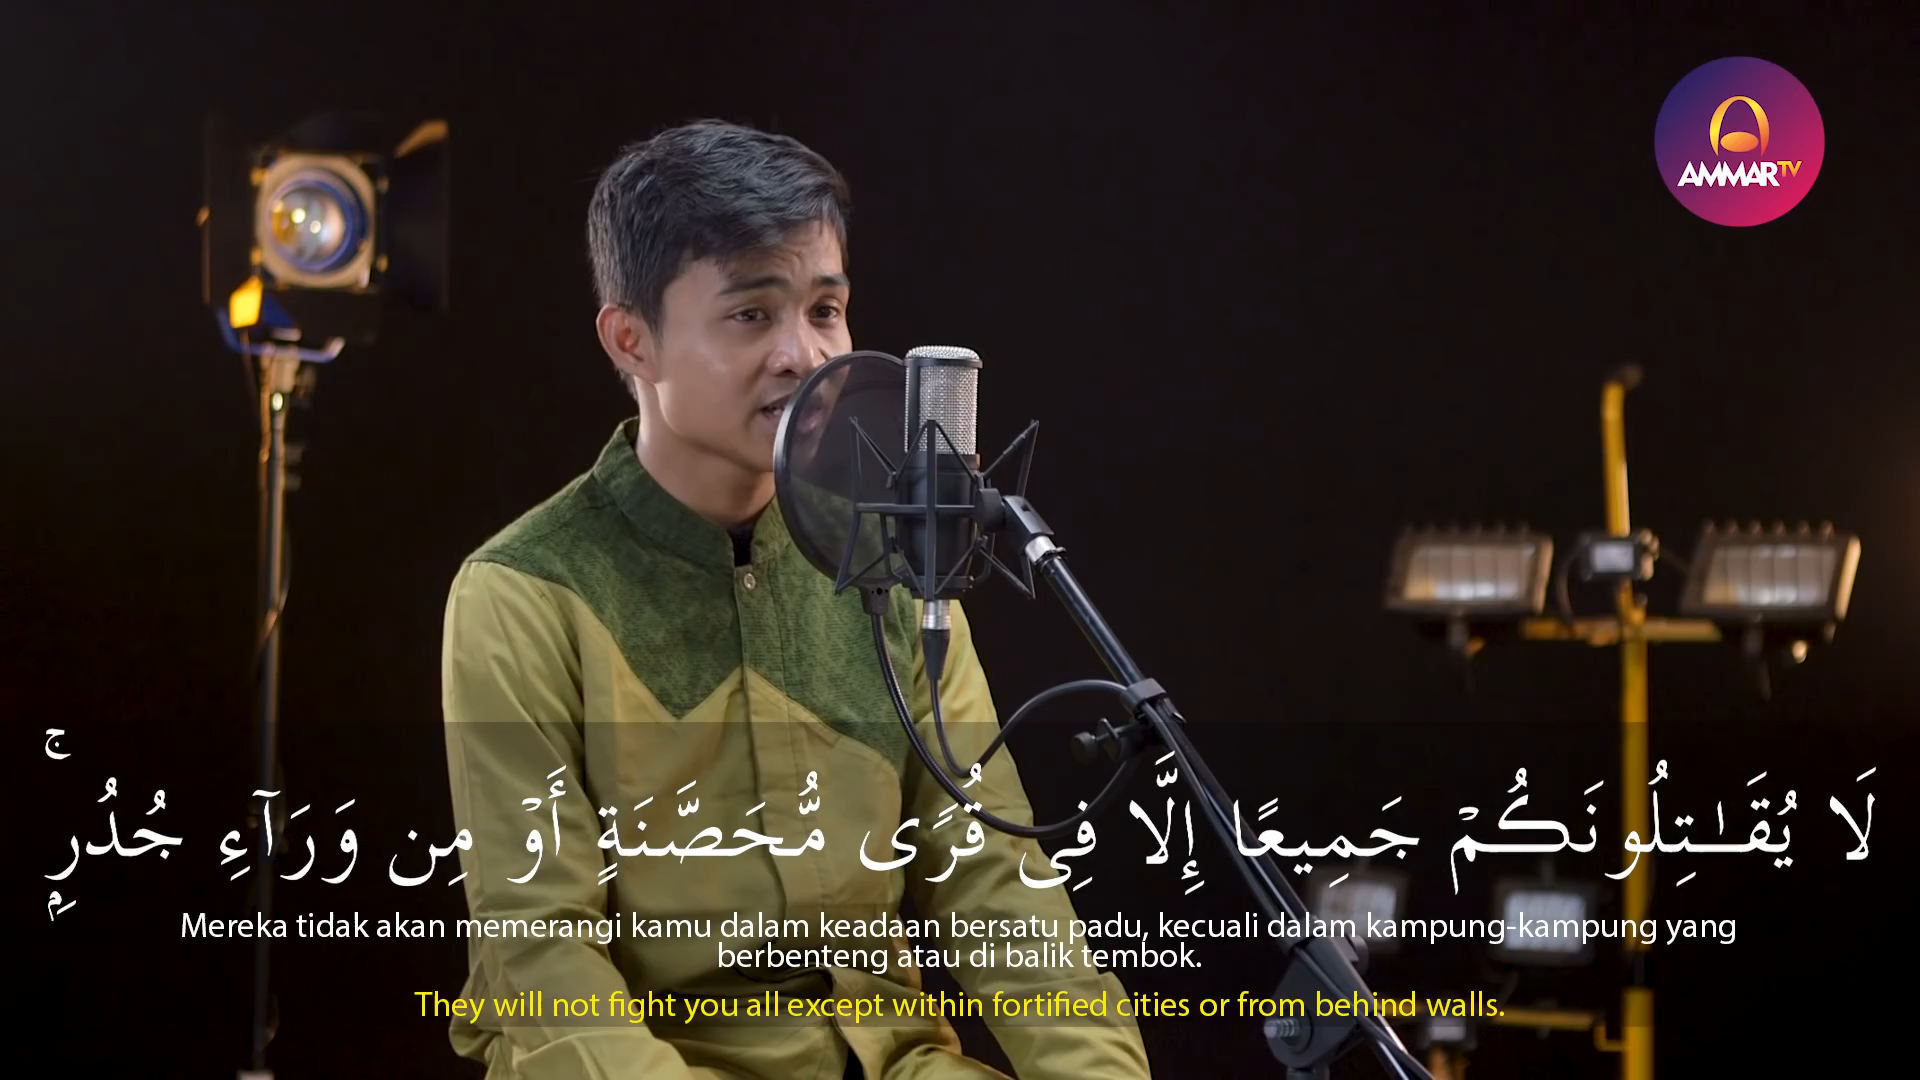 AMMARTV
لَا يُقَـٰتِلُونَكُمْ جَمِيعًا إِلَّا فِى قُرًى مُّحَصَّنَةٍ أَوْ مِن وَرَآءِ جُدُرٍۭ ۚ
Mereka tidak akan memerangi kamu dalam keadaan bersatu padu, kecuali dalam kampung-kampung yang
berbenteng atau di balik tembok.
They will not fight you all except within fortified cities or from behind walls.